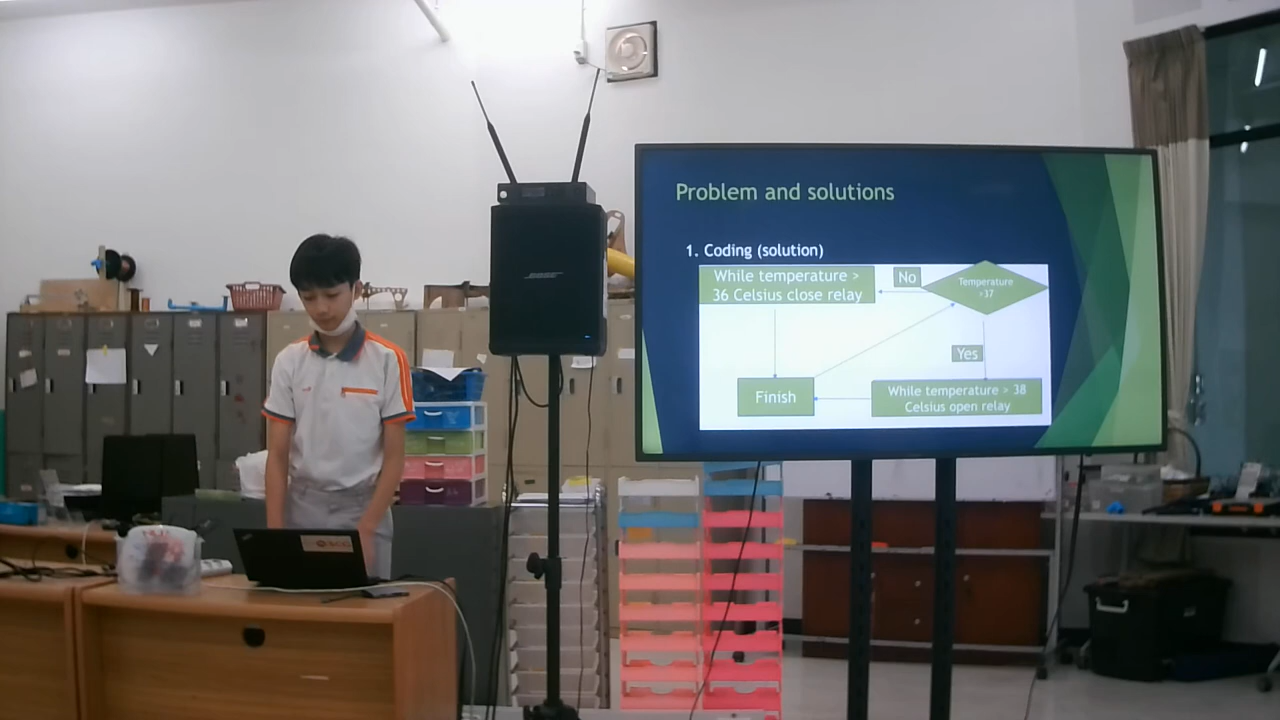 Problem and solutions
1. Coding (solution)
While temperature >
36 Celsius close relay
No
Temperature
>37
Yes
Finish
While temperature > 38
Celsius open relay
BOSE